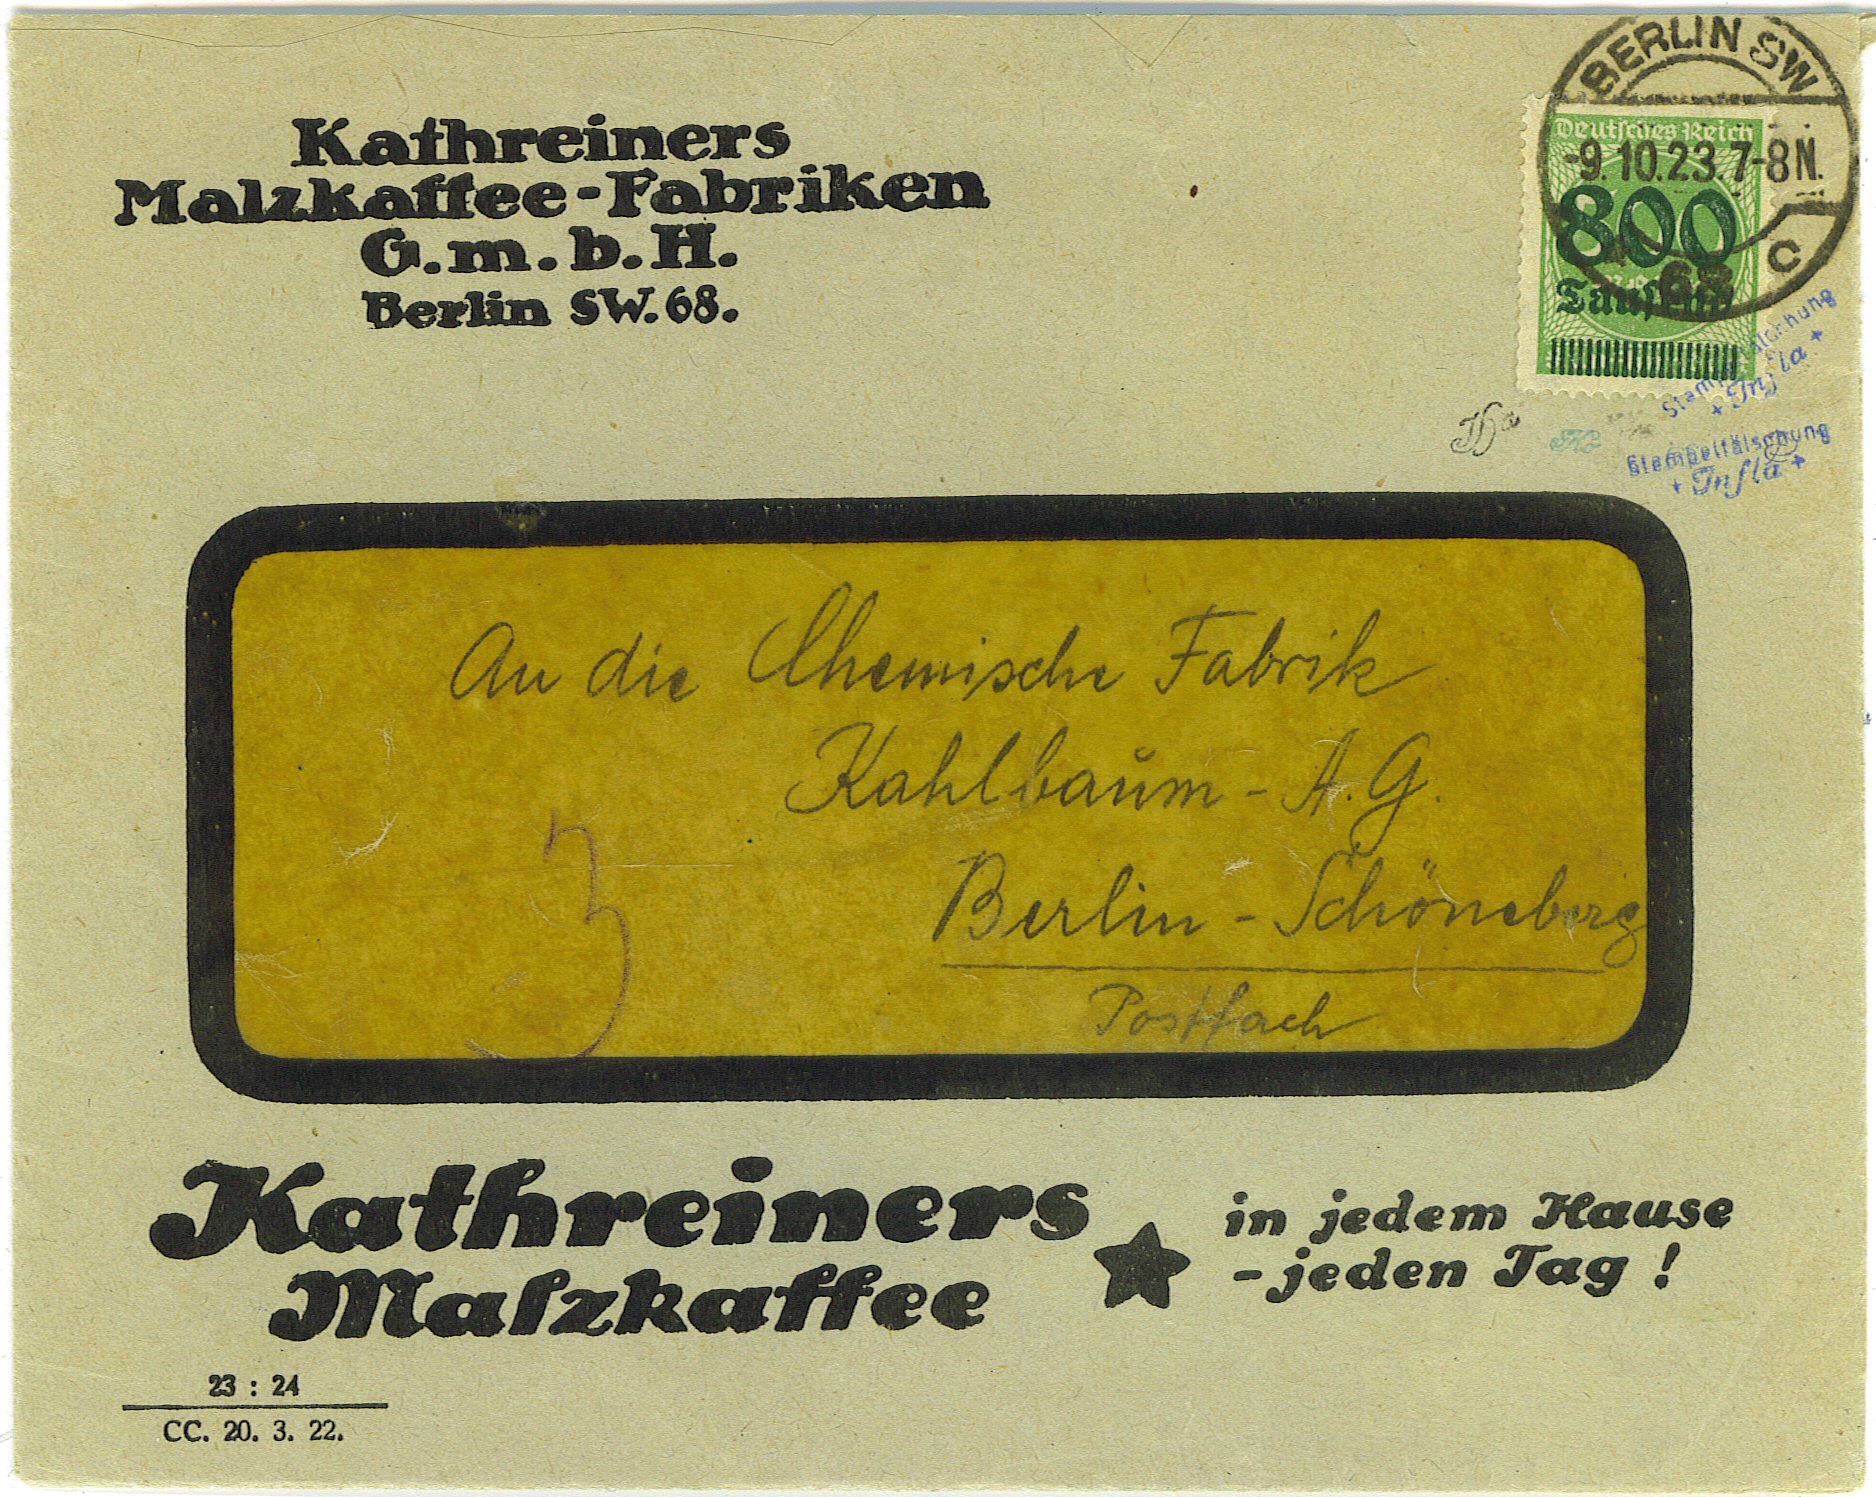 Kathreiners
Malzkaffee-Fabriken
G.m.b.H.
Berlin SW.68.
BERLIN SW
Deutsches Reich
-9.10.23.7-8N.
800
c
68
Tausend
Stempelfälschung
+ Infla +
Stempelfälschung
+ Infla +
An die Chemische Fabrik
Kahlbaum - A.G.
3
Berlin - Schöneberg
Postfach
Kathreiners
Malzkaffee
in jedem Hause
- jeden Tag !
23 : 24
CC. 20. 3. 22.